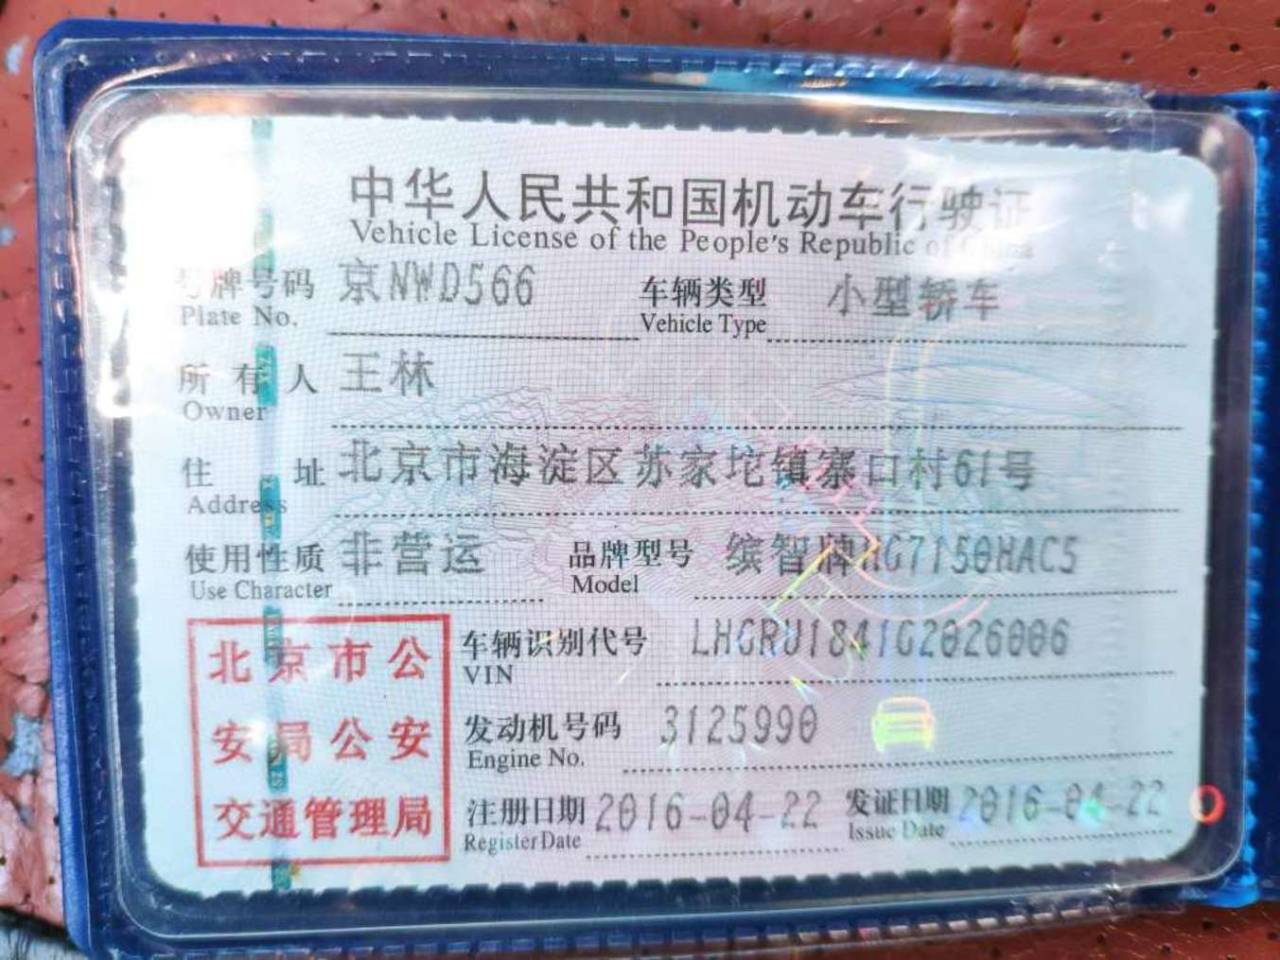 中华人民共和国机动车行驶证
Vehicle License of the People's Republic of China
号牌号码 京NWD566 车辆类型 小型轿车
Plate No. Vehicle Type
所有人 王林
Owner
住址 北京市海淀区苏家坨镇寨口村61号
Address
使用性质 非营运 品牌型号 缤智牌HG7150HAC5
Use Character Model
车辆识别代号 LHGRU1841G2026006
VIN
发动机号码 3125990
Engine No.
注册日期 2016-04-22 发证日期 2016-04-22
Register Date Issue Date
北京市公
安局公安
交通管理局